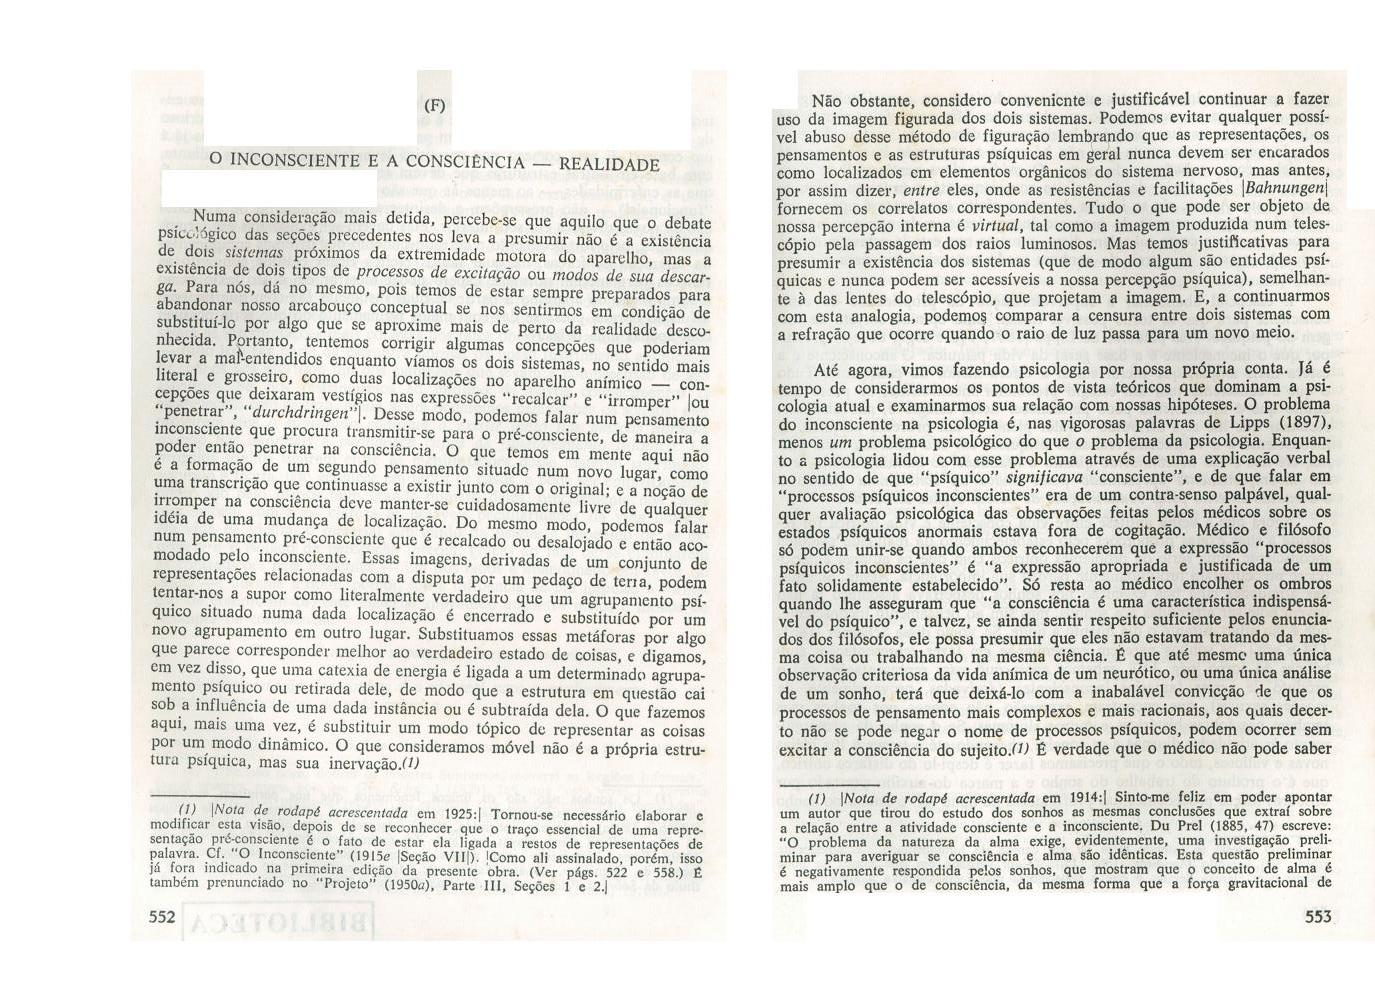 (F)
O INCONSCIENTE E A CONSCIÊNCIA — REALIDADE
Numa consideração mais detida, percebe-se que aquilo que o debate
psicológico das seções precedentes nos leva a presumir não é a existência
de dois sistemas próximos da extremidade motora do aparelho, mas a
existência de dois tipos de processos de excitação ou modos de sua descar-
ga. Para nós, dá no mesmo, pois temos de estar sempre preparados para
abandonar nosso arcabouço conceptual se nos sentirmos em condição de
substituí-lo por algo que se aproxime mais de perto da realidade desco-
nhecida. Portanto, tentemos corrigir algumas concepções que poderiam
levar a mal-entendidos enquanto víamos os dois sistemas, no sentido mais
literal e grosseiro, como duas localizações no aparelho anímico — con-
cepções que deixaram vestígios nas expressões "recalcar" e "irromper" |ou
"penetrar", "durchdringen"|. Desse modo, podemos falar num pensamento
inconsciente que procura transmitir-se para o pré-consciente, de maneira a
poder então penetrar na consciência. O que temos em mente aqui não
é a formação de um segundo pensamento situado num novo lugar, como
uma transcrição que continuasse a existir junto com o original; e a noção de
irromper na consciência deve manter-se cuidadosamente livre de qualquer
idéia de uma mudança de localização. Do mesmo modo, podemos falar
num pensamento pré-consciente que é recalcado ou desalojado e então aco-
modado pelo inconsciente. Essas imagens, derivadas de um conjunto de
representações relacionadas com a disputa por um pedaço de terra, podem
tentar-nos a supor como literalmente verdadeiro que um agrupamento psí-
quico situado numa dada localização é encerrado e substituído por um
novo agrupamento em outro lugar. Substituamos essas metáforas por algo
que parece corresponder melhor ao verdadeiro estado de coisas, e digamos,
em vez disso, que uma catexia de energia é ligada a um determinado agrupa-
mento psíquico ou retirada dele, de modo que a estrutura em questão cai
sob a influência de uma dada instância ou é subtraída dela. O que fazemos
aqui, mais uma vez, é substituir um modo tópico de representar as coisas
por um modo dinâmico. O que consideramos móvel não é a própria estru-
tura psíquica, mas sua inervação.(1)
(1) |Nota de rodapé acrescentada em 1925:| Tornou-se necessário elaborar e
modificar esta visão, depois de se reconhecer que o traço essencial de uma repre-
sentação pré-consciente é o fato de estar ela ligada a restos de representações de
palavra. Cf. "O Inconsciente" (1915e |Seção VII|). |Como ali assinalado, porém, isso
já fora indicado na primeira edição da presente obra. (Ver págs. 522 e 558.) É
também prenunciado no "Projeto" (1950a), Parte III, Seções 1 e 2.|
552
Não obstante, considero conveniente e justificável continuar a fazer
uso da imagem figurada dos dois sistemas. Podemos evitar qualquer possí-
vel abuso desse método de figuração lembrando que as representações, os
pensamentos e as estruturas psíquicas em geral nunca devem ser encarados
como localizados em elementos orgânicos do sistema nervoso, mas antes,
por assim dizer, entre eles, onde as resistências e facilitações |Bahnungen|
fornecem os correlatos correspondentes. Tudo o que pode ser objeto de
nossa percepção interna é virtual, tal como a imagem produzida num teles-
cópio pela passagem dos raios luminosos. Mas temos justificativas para
presumir a existência dos sistemas (que de modo algum são entidades psí-
quicas e nunca podem ser acessíveis a nossa percepção psíquica), semelhan-
te à das lentes do telescópio, que projetam a imagem. E, a continuarmos
com esta analogia, podemos comparar a censura entre dois sistemas com
a refração que ocorre quando o raio de luz passa para um novo meio.
Até agora, vimos fazendo psicologia por nossa própria conta. Já é
tempo de considerarmos os pontos de vista teóricos que dominam a psi-
cologia atual e examinarmos sua relação com nossas hipóteses. O problema
do inconsciente na psicologia é, nas vigorosas palavras de Lipps (1897),
menos um problema psicológico do que o problema da psicologia. Enquan-
to a psicologia lidou com esse problema através de uma explicação verbal
no sentido de que "psíquico" significava "consciente", e de que falar em
"processos psíquicos inconscientes" era de um contra-senso palpável, qual-
quer avaliação psicológica das observações feitas pelos médicos sobre os
estados psíquicos anormais estava fora de cogitação. Médico e filósofo
só podem unir-se quando ambos reconhecerem que a expressão "processos
psíquicos inconscientes" é "a expressão apropriada e justificada de um
fato solidamente estabelecido". Só resta ao médico encolher os ombros
quando lhe asseguram que "a consciência é uma característica indispensá-
vel do psíquico", e talvez, se ainda sentir respeito suficiente pelos enuncia-
dos dos filósofos, ele possa presumir que eles não estavam tratando da mes-
ma coisa ou trabalhando na mesma ciência. É que até mesmo uma única
observação criteriosa da vida anímica de um neurótico, ou uma única análise
de um sonho, terá que deixá-lo com a inabalável convicção de que os
processos de pensamento mais complexos e mais racionais, aos quais decer-
to não se pode negar o nome de processos psíquicos, podem ocorrer sem
excitar a consciência do sujeito.(1) É verdade que o médico não pode saber
(1) |Nota de rodapé acrescentada em 1914:| Sinto-me feliz em poder apontar
um autor que tirou do estudo dos sonhos as mesmas conclusões que extraí sobre
a relação entre a atividade consciente e a inconsciente. Du Prel (1885, 47) escreve:
"O problema da natureza da alma exige, evidentemente, uma investigação preli-
minar para averiguar se consciência e alma são idênticas. Esta questão preliminar
é negativamente respondida pelos sonhos, que mostram que o conceito de alma é
mais amplo que o de consciência, da mesma forma que a força gravitacional de
553